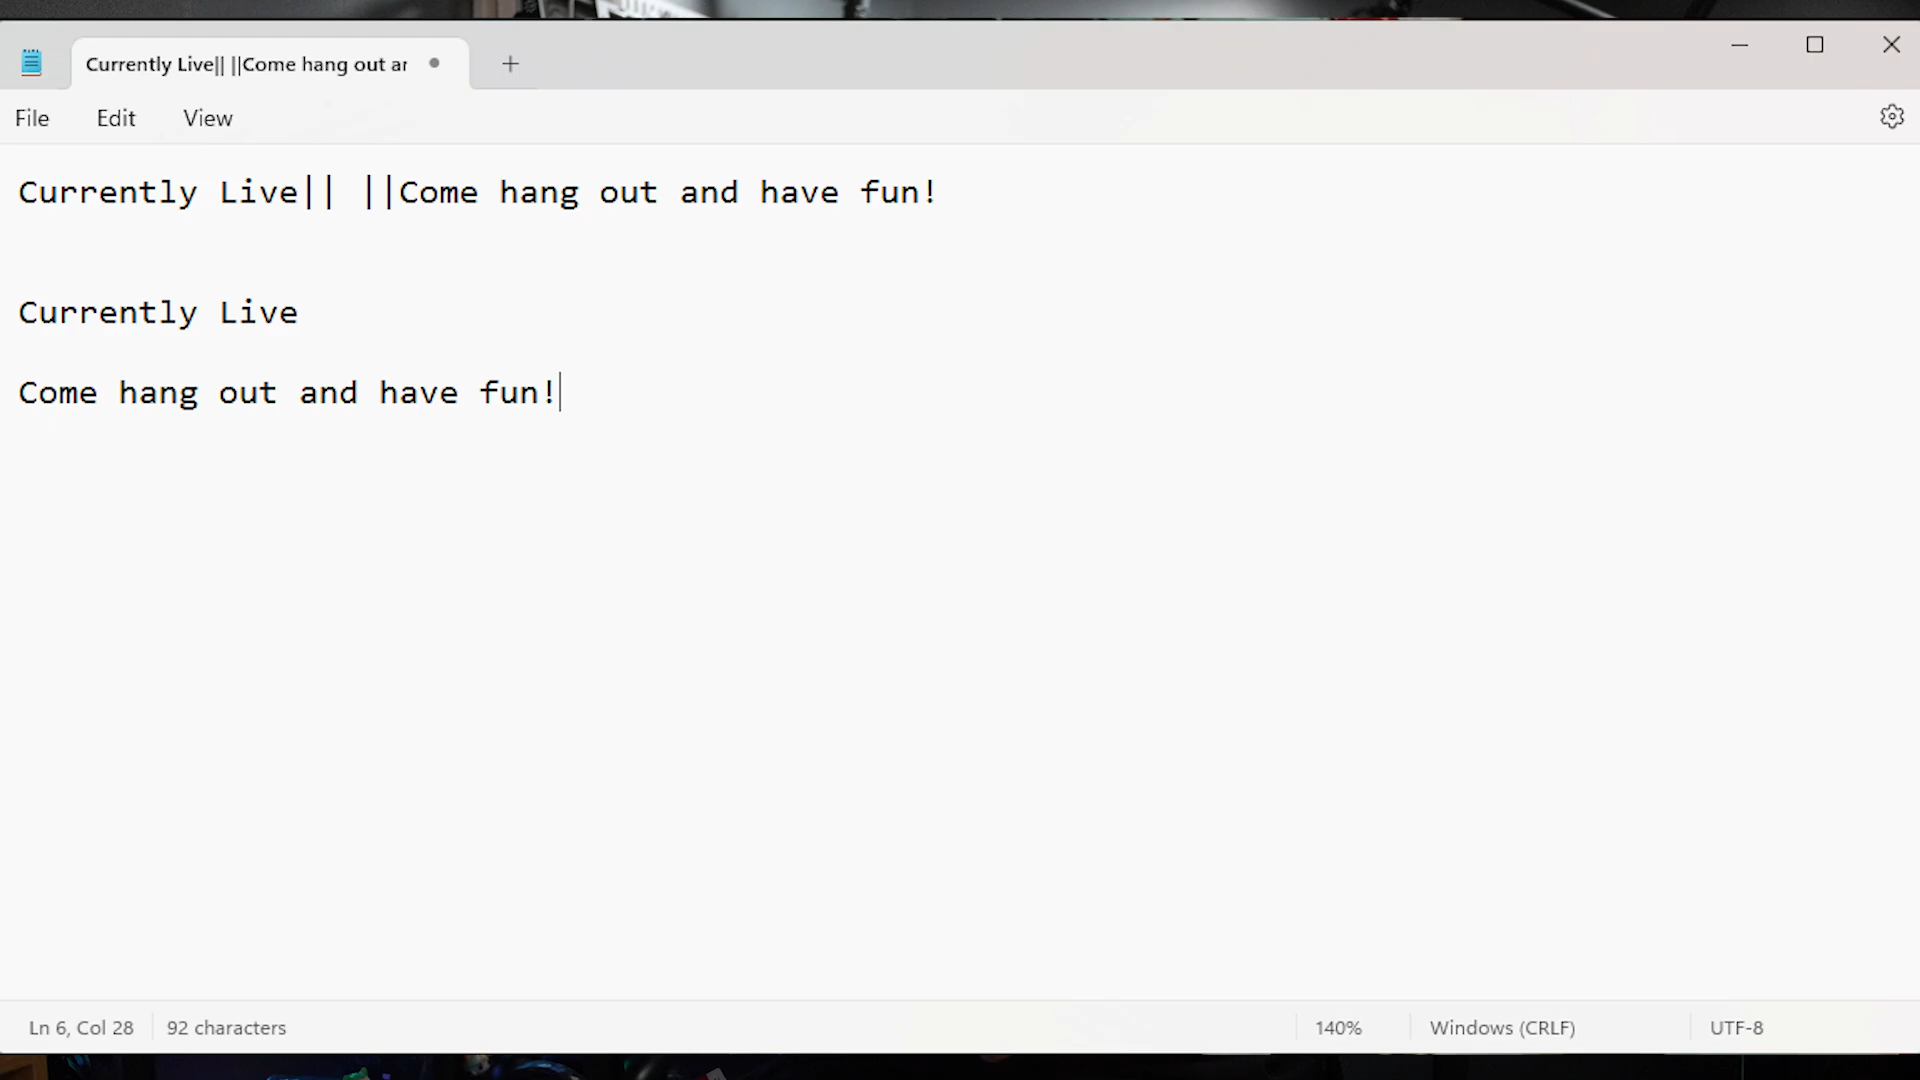 Currently Live|| ||Come hang out ar
File Edit View
Currently Live|| ||Come hang out and have fun!
Currently Live
Come hang out and have fun!
Ln 6, Col 28 92 characters 140% Windows (CRLF) UTF-8